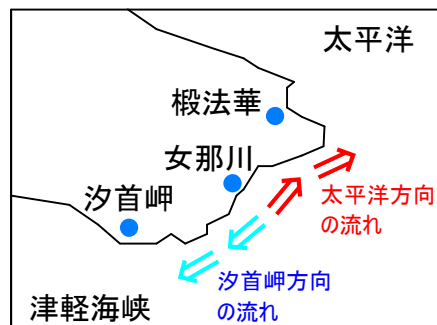 太平洋
椴法華
女那川
汐首岬
太平洋方向
の流れ
汐首岬方向
の流れ
津軽海峡